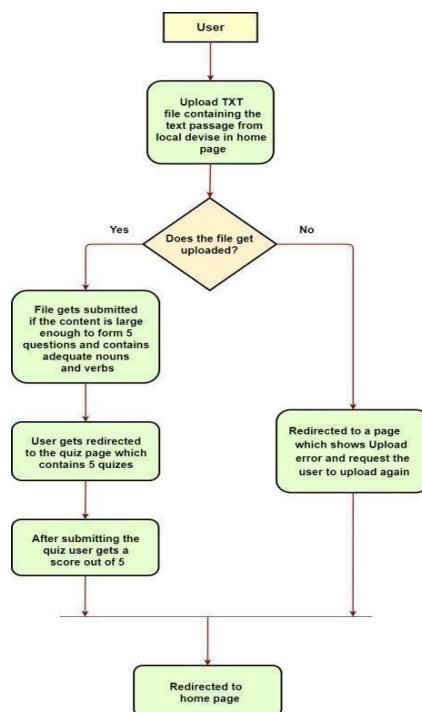 User
Upload TXT
file containing the
text passage from
local devise in home
page
Does the file get
uploaded?
Yes
No
File gets submitted
if the content is large
enough to form 5
questions and contains
adequate nouns
and verbs
User gets redirected
to the quiz page which
contains 5 quizes
After submitting the
quiz user gets a
score out of 5
Redirected to a page
which shows Upload
error and request the
user to upload again
Redirected to
home page